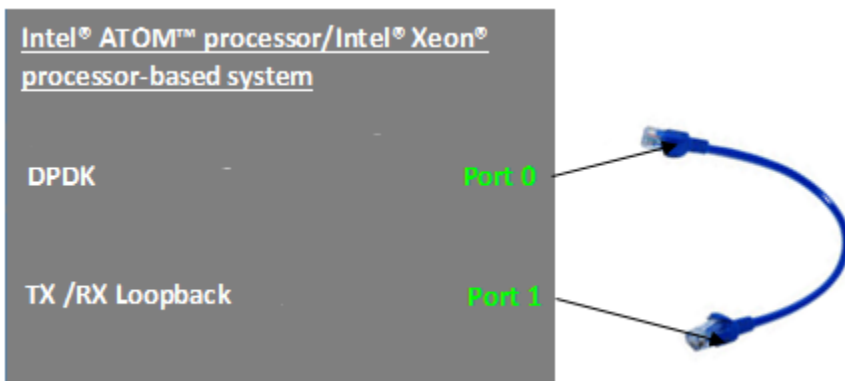 Intel® ATOM™ processor/Intel® Xeon®
processor-based system
DPDK
Port 0
TX /RX Loopback
Port 1